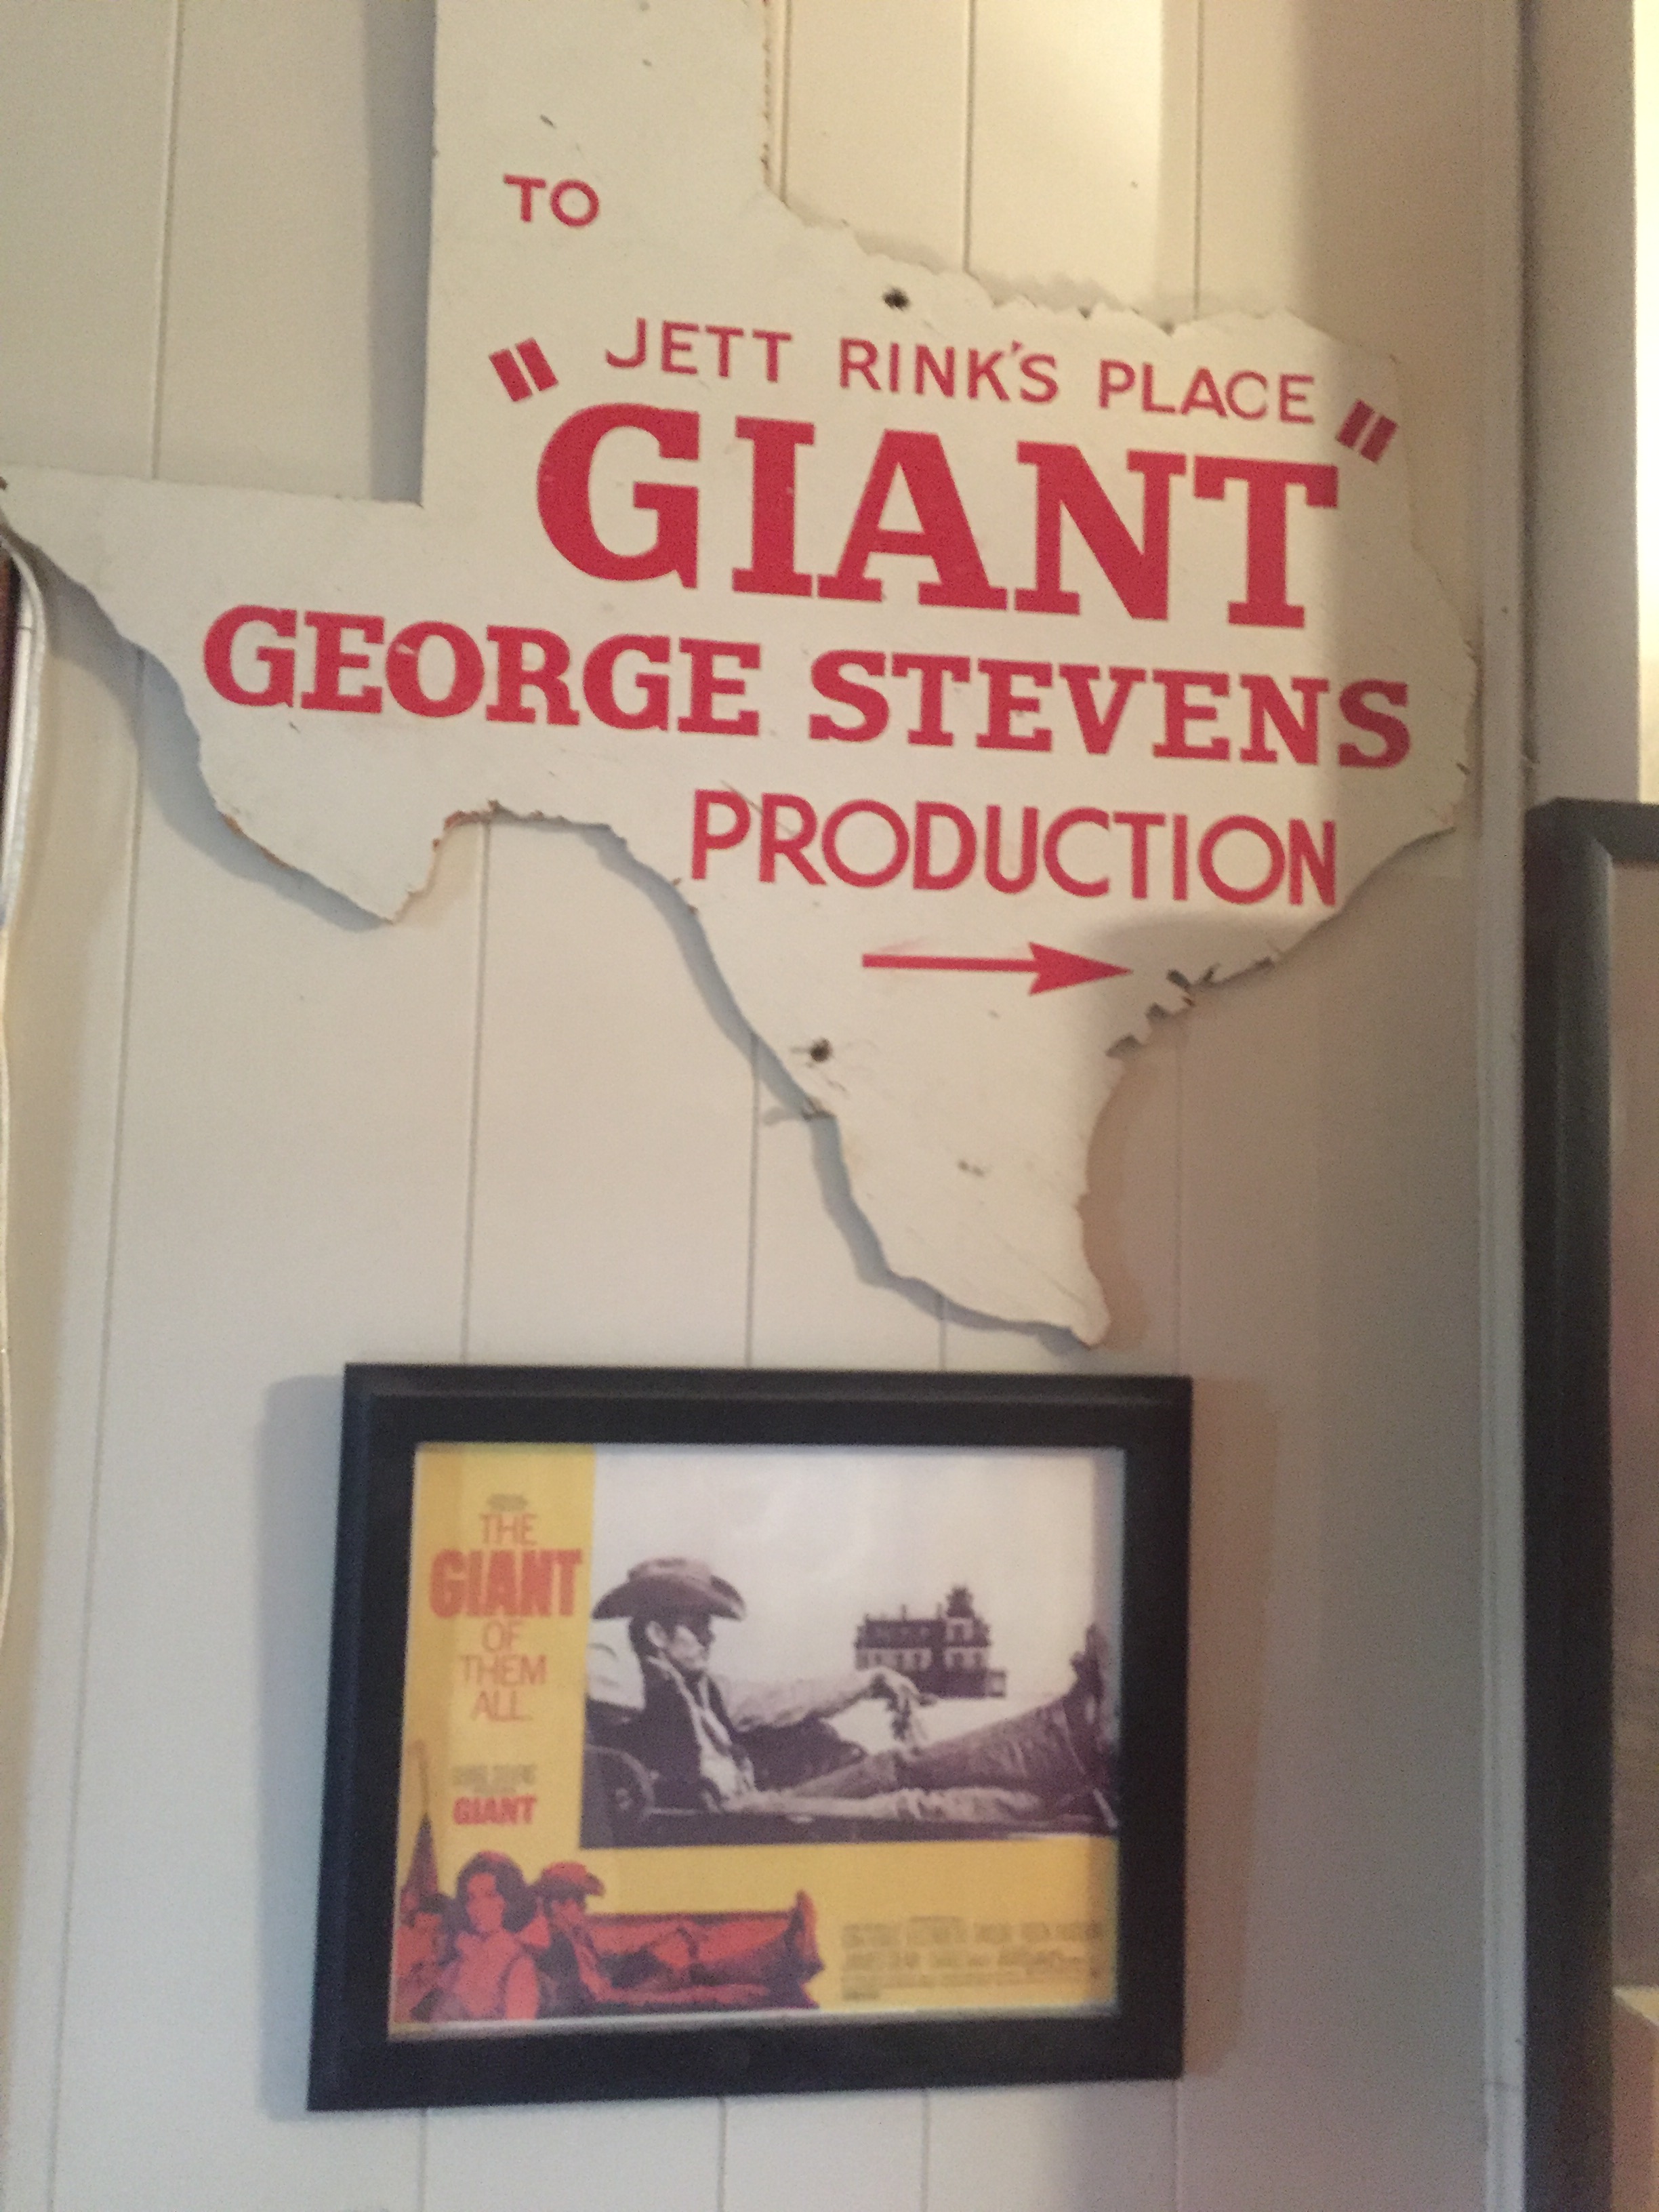 TO
JETT RINK'S PLACE
"GIANT"
GEORGE STEVENS
PRODUCTION
THE
GIANT
OF
THEM
ALL
GIANT